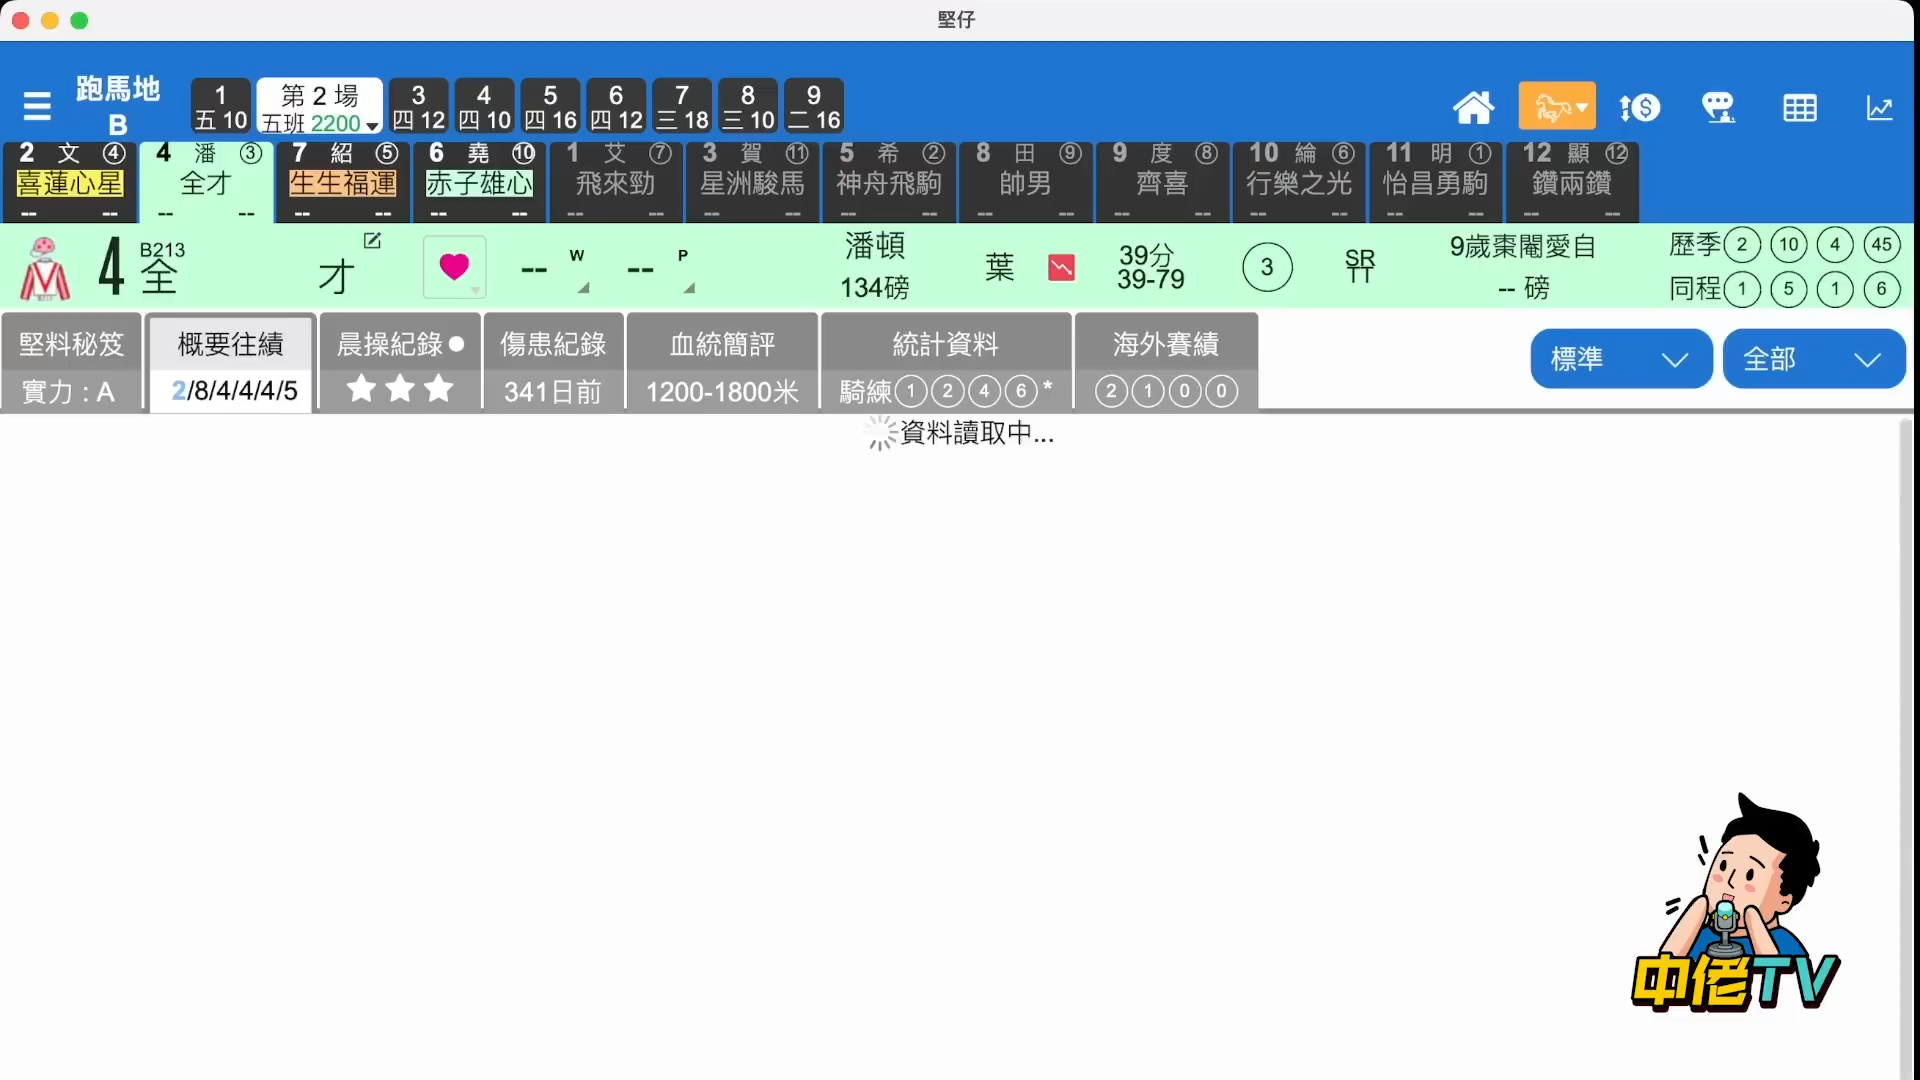 堅仔
跑馬地
B
1
五 10
第 2 場
五班 2200
3
四 12
4
四 10
5
四 16
6
四 12
7
三 18
8
三 10
9
二 16
2 文 ④
喜蓮心星
-- --
4 潘 ③
全才
-- --
7 紹 ⑤
生生福運
-- --
6 堯 ⑩
赤子雄心
-- --
1 艾 ⑦
飛來勁
-- --
3 賀 ⑪
星洲駿馬
-- --
5 希 ②
神舟飛駒
-- --
8 田 ⑨
帥男
-- --
9 度 ⑧
齊喜
-- --
10 綸 ⑥
行樂之光
-- --
11 明 ①
怡昌勇駒
-- --
12 顯 ⑫
鑽兩鑽
-- --
4
B213
全 才
-- W
-- P
潘頓
134磅
葉
39分
39-79
3
SR
TT
9歲棗閹愛自
-- 磅
歷季 2 10 4 45
同程 1 5 1 6
堅料秘笈
實力 : A
概要往績
2/8/4/4/4/5
晨操紀錄
傷患紀錄
341日前
血統簡評
1200-1800米
統計資料
騎練 1 2 4 6 *
海外賽績
2 1 0 0
標準
全部
資料讀取中...
中佬TV